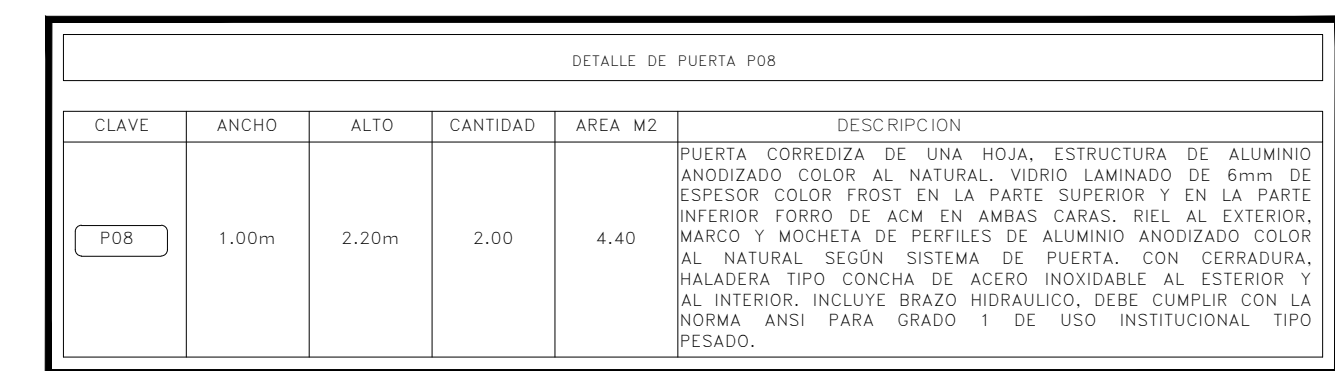 DETALLE DE PUERTA P08
CLAVE ANCHO ALTO CANTIDAD AREA M2 DESCRIPCION
P08 1.00m 2.20m 2.00 4.40
PUERTA CORREDIZA DE UNA HOJA, ESTRUCTURA DE ALUMINIO
ANODIZADO COLOR AL NATURAL. VIDRIO LAMINADO DE 6mm DE
ESPESOR COLOR FROST EN LA PARTE SUPERIOR Y EN LA PARTE
INFERIOR FORRO DE ACM EN AMBAS CARAS. RIEL AL EXTERIOR,
MARCO Y MOCHETA DE PERFILES DE ALUMINIO ANODIZADO COLOR
AL NATURAL SEGÚN SISTEMA DE PUERTA. CON CERRADURA,
HALADERA TIPO CONCHA DE ACERO INOXIDABLE AL ESTERIOR Y
AL INTERIOR. INCLUYE BRAZO HIDRAULICO, DEBE CUMPLIR CON LA
NORMA ANSI PARA GRADO 1 DE USO INSTITUCIONAL TIPO
PESADO.